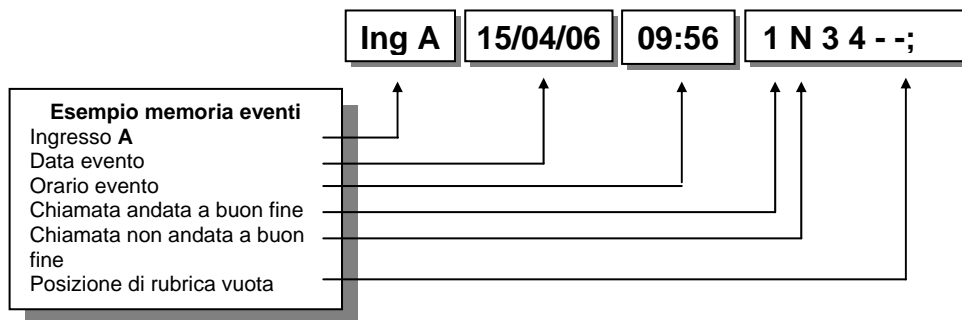 Ing A 15/04/06 09:56 1 N 3 4 - -;
Esempio memoria eventi
Ingresso A
Data evento
Orario evento
Chiamata andata a buon fine
Chiamata non andata a buon
fine
Posizione di rubrica vuota